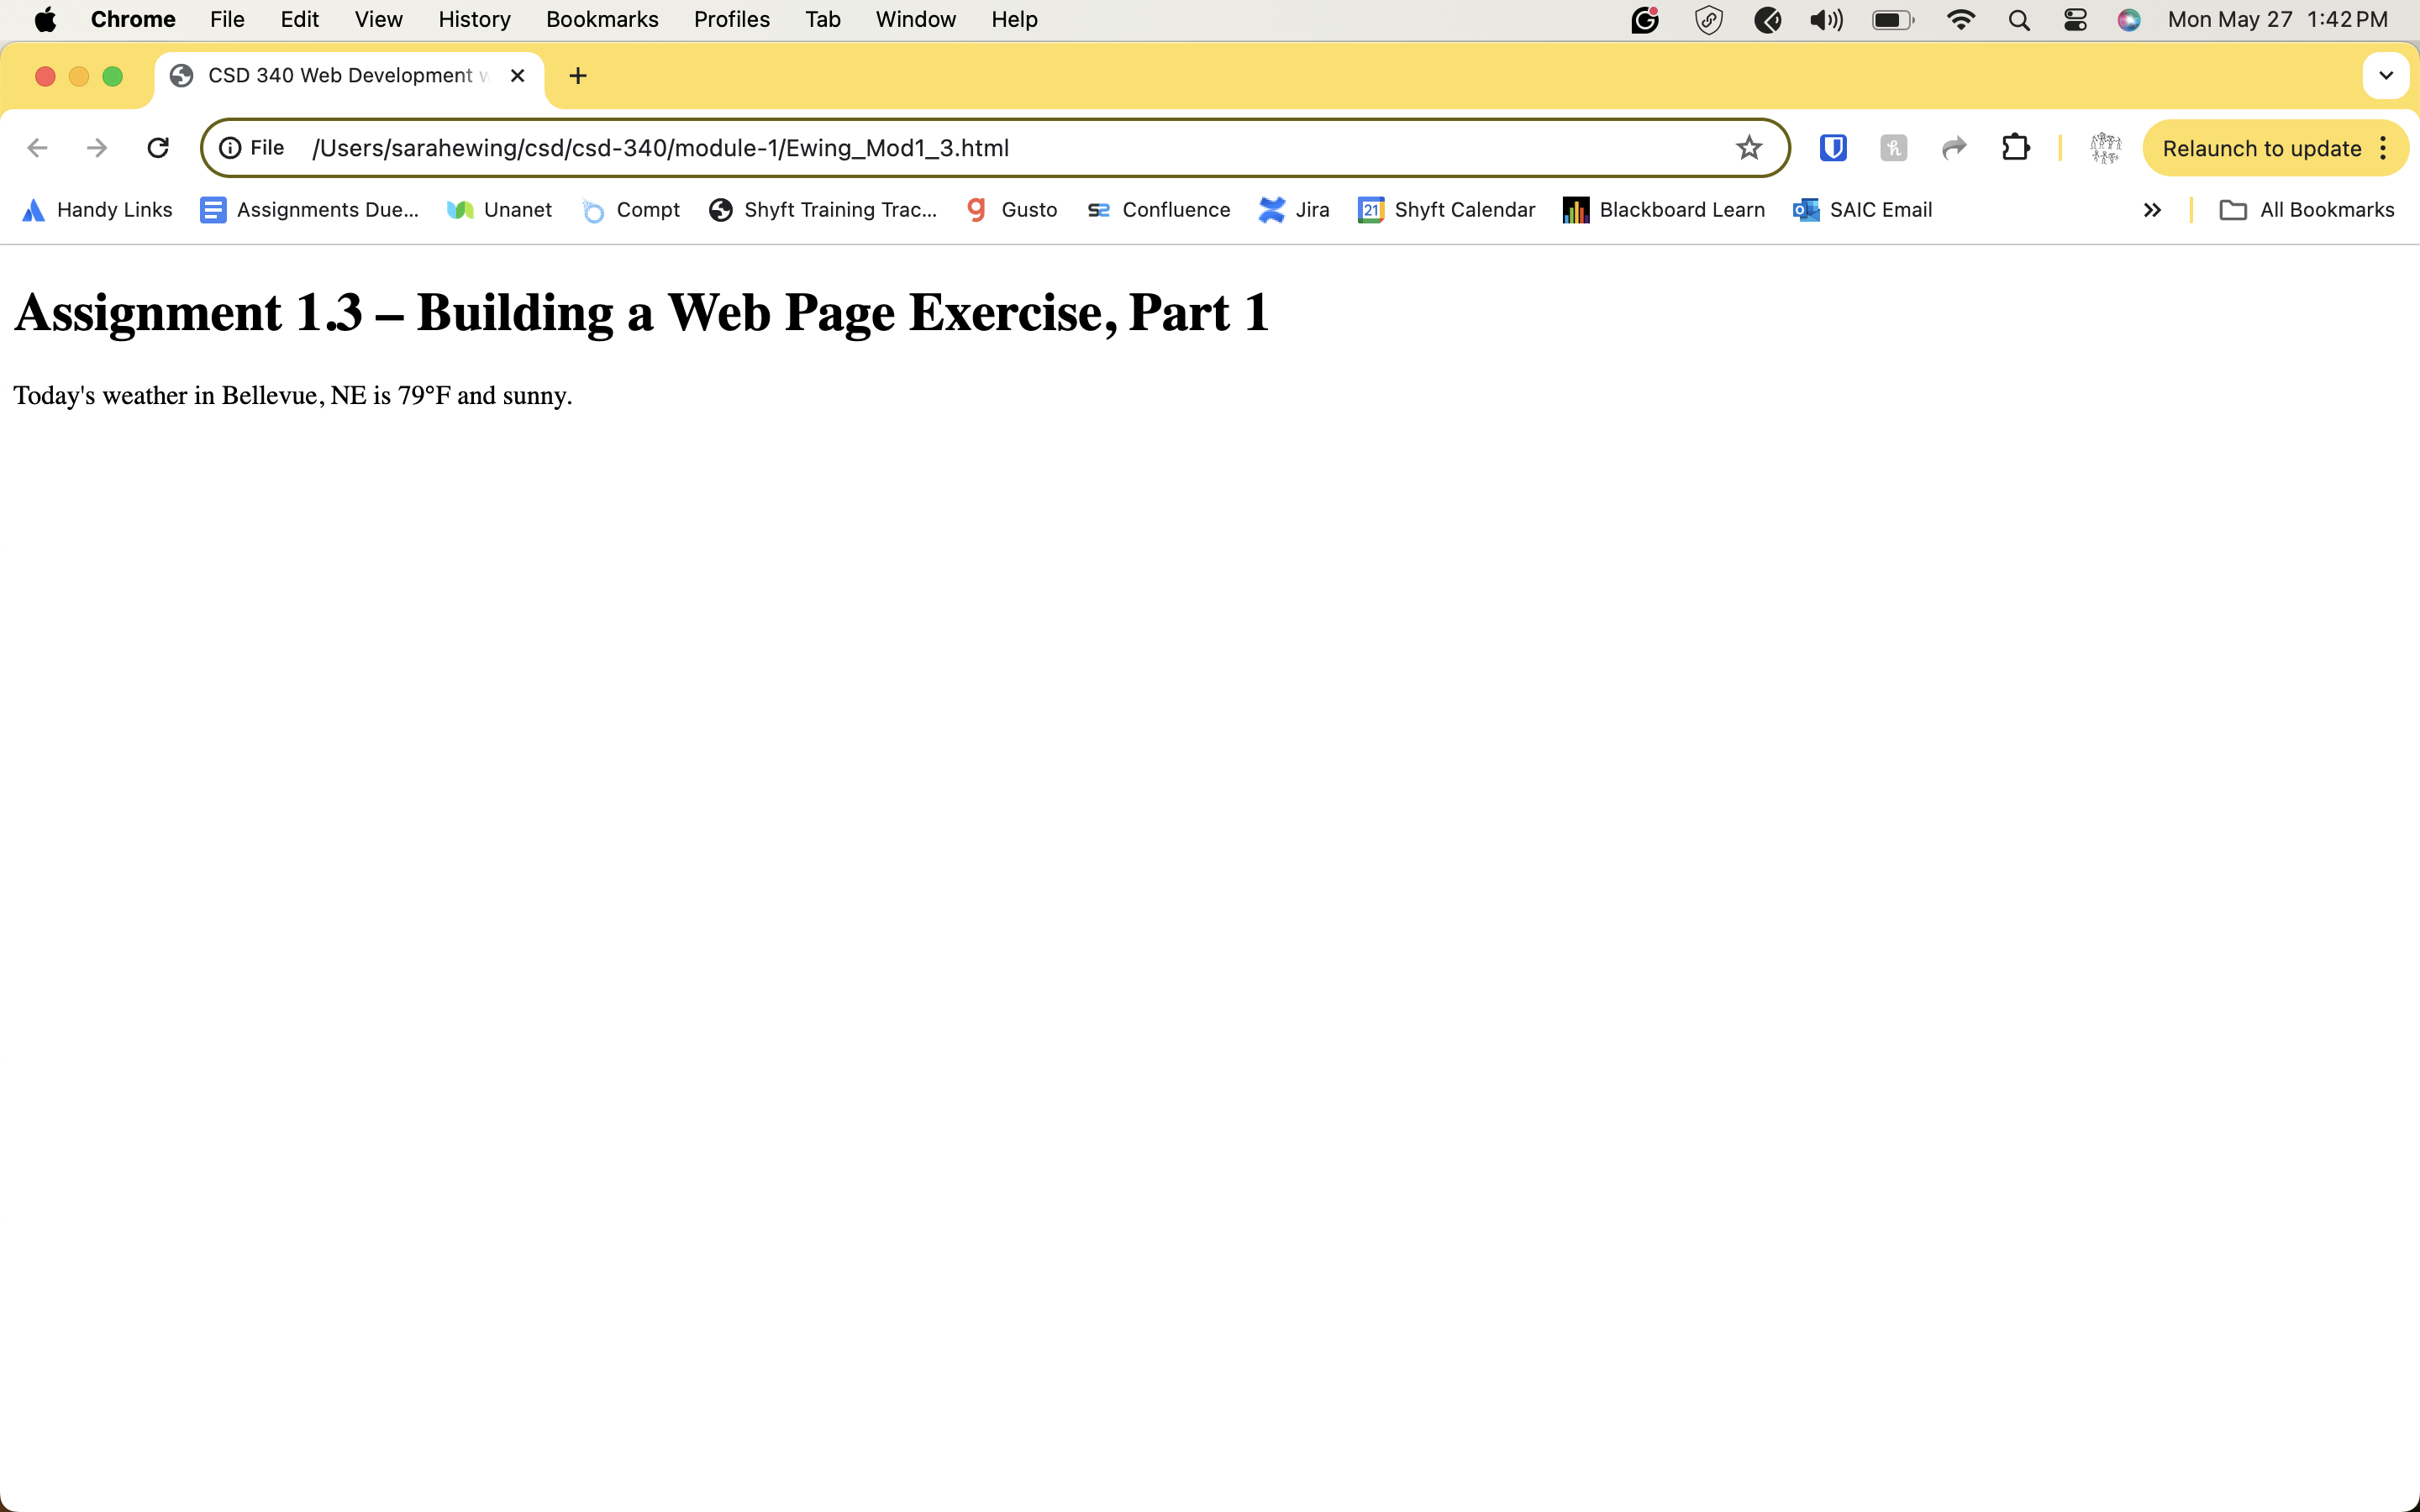 Chrome File Edit View History Bookmarks Profiles Tab Window Help Mon May 27 1:42 PM
CSD 340 Web Development
File /Users/sarahewing/csd/csd-340/module-1/Ewing_Mod1_3.html Relaunch to update
Handy Links Assignments Due... Unanet Compt Shyft Training Trac... Gusto Confluence 21 Jira Shyft Calendar Blackboard Learn SAIC Email All Bookmarks
Assignment 1.3 – Building a Web Page Exercise, Part 1
Today's weather in Bellevue, NE is 79°F and sunny.